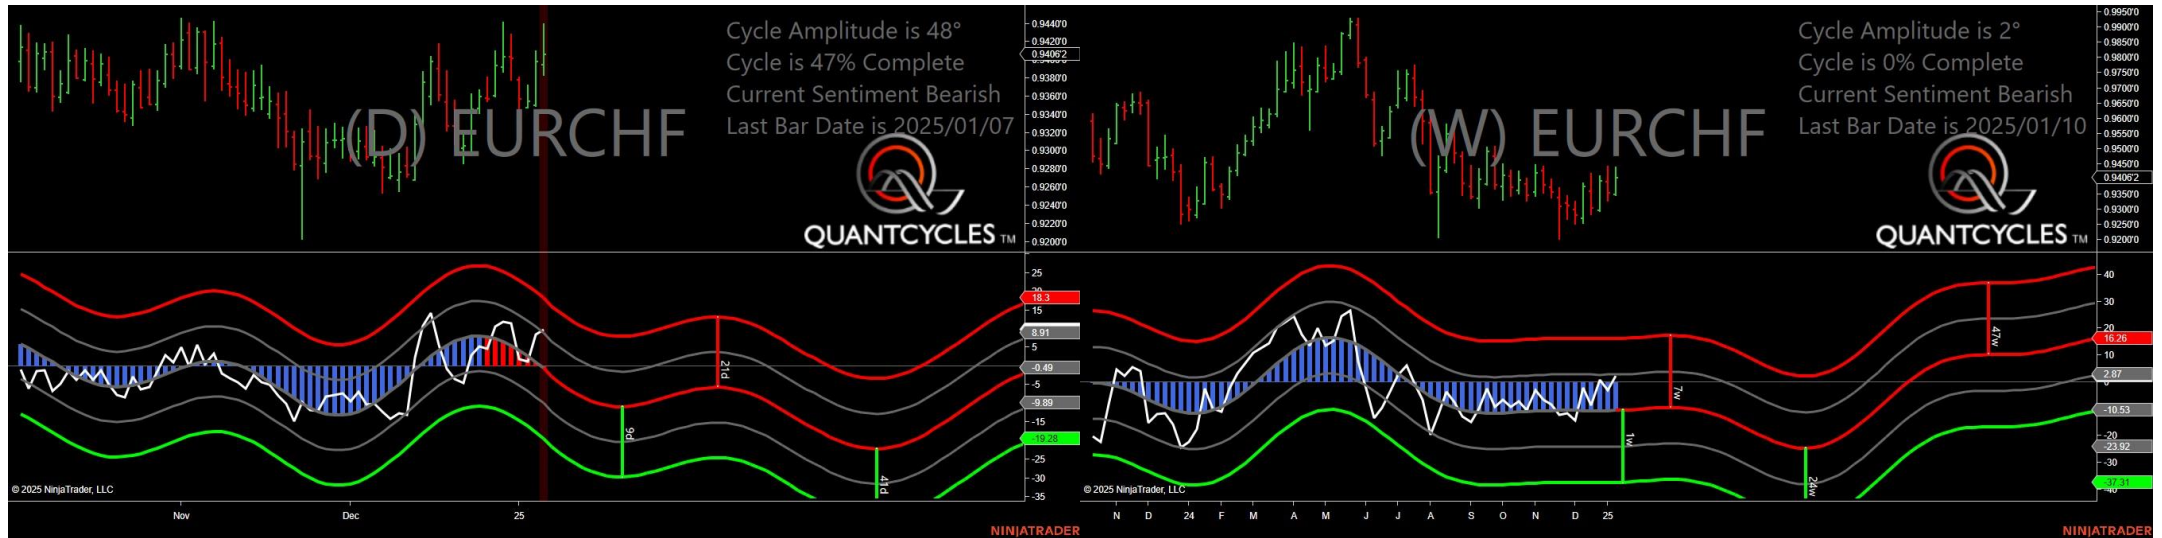 Cycle Amplitude is 48°
Cycle is 47% Complete
Current Sentiment Bearish
Last Bar Date is 2025/01/07
(D) EURCHF
QUANTCYCLES TM
0.9440'0
0.9420'0
0.9406'2
0.9380'0
0.9360'0
0.9340'0
0.9320'0
0.9300'0
0.9280'0
0.9260'0
0.9240'0
0.9220'0
0.9200'0
25
18.3
15
8.91
5
-0.49
-5
-9.89
-15
-19.28
-25
-30
-35
21d
9d
41d
© 2025 NinjaTrader, LLC
Nov
Dec
25
NINJATRADER
Cycle Amplitude is 2°
Cycle is 0% Complete
Current Sentiment Bearish
Last Bar Date is 2025/01/10
(W) EURCHF
QUANTCYCLES TM
0.9950'0
0.9900'0
0.9850'0
0.9800'0
0.9750'0
0.9700'0
0.9650'0
0.9600'0
0.9550'0
0.9500'0
0.9450'0
0.9406'2
0.9350'0
0.9300'0
0.9250'0
0.9200'0
40
30
20
16.26
10
2.87
-10.53
-20
-23.92
-30
-37.31
47w
7w
1w
24w
© 2025 NinjaTrader, LLC
N D 24 F M A M J J A S O N D 25
NINJATRADER